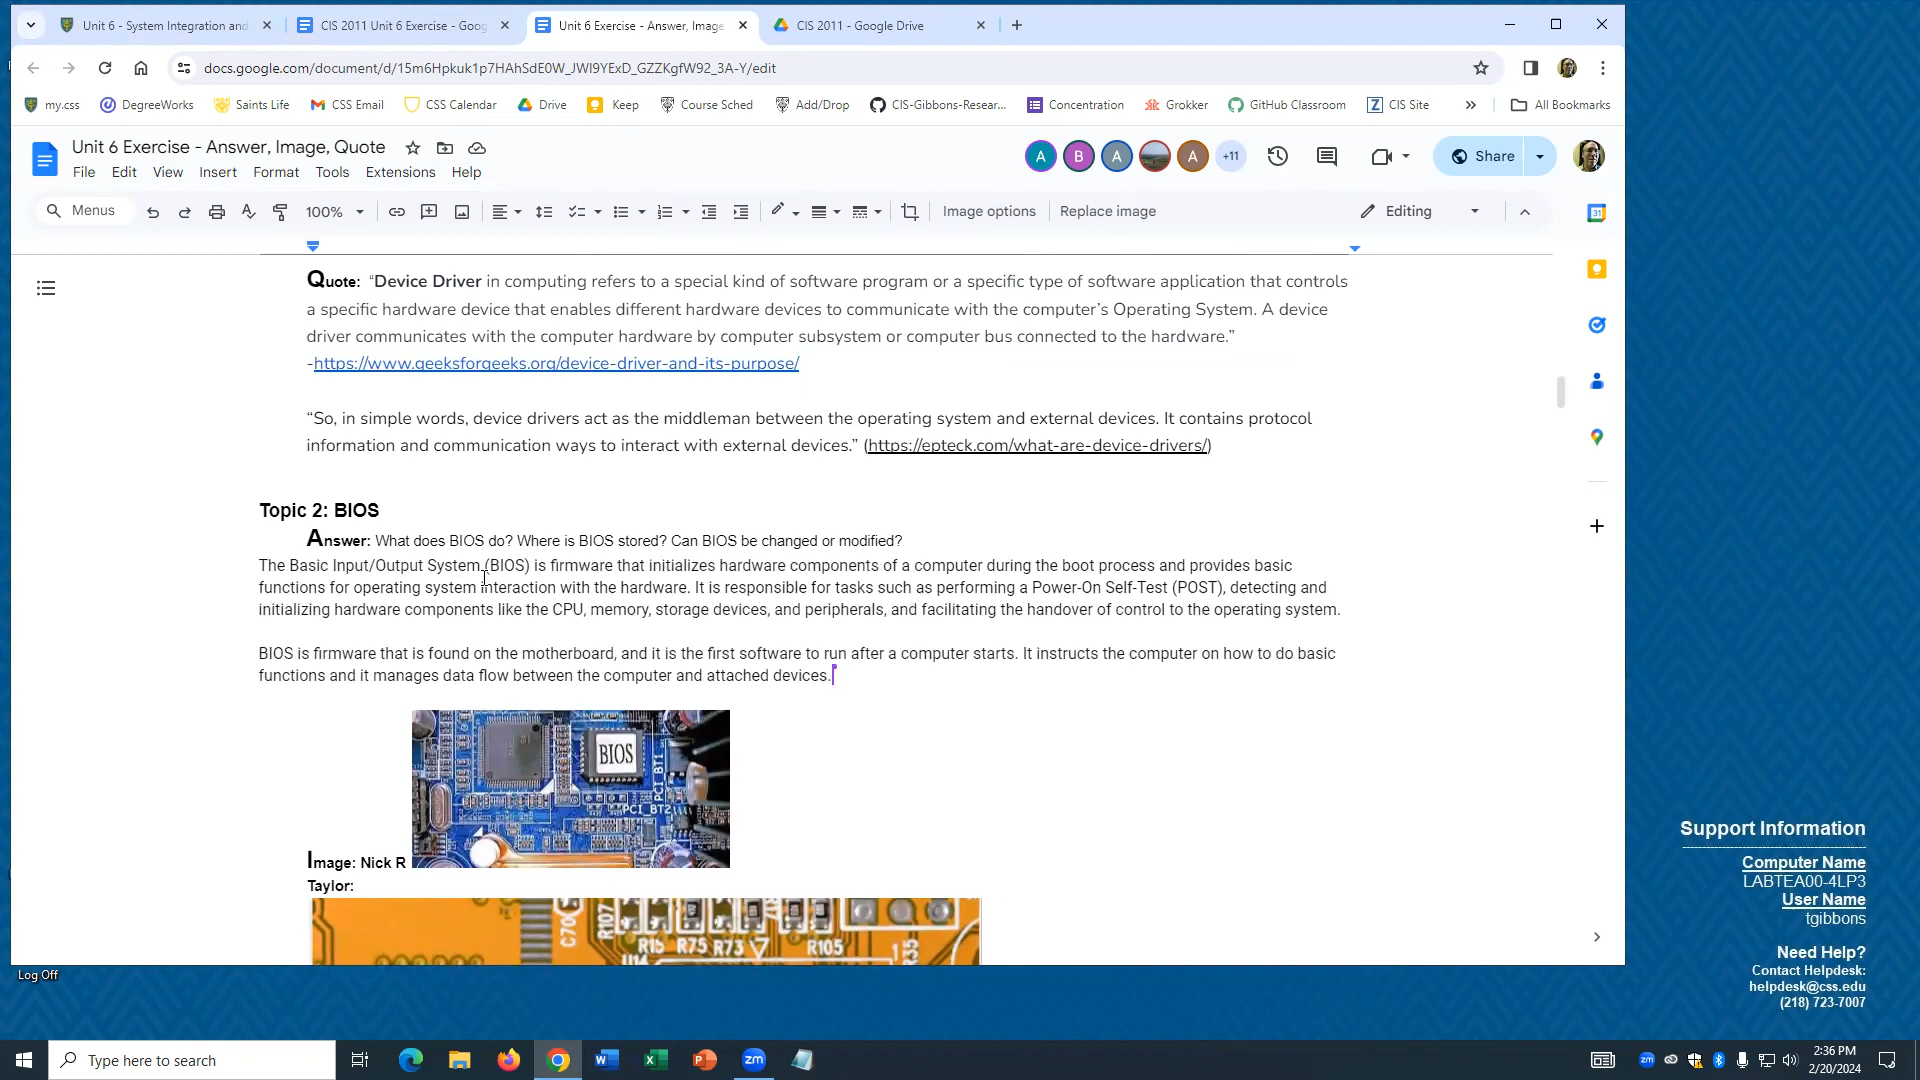 Unit 6 - System Integration and
CIS 2011 Unit 6 Exercise - Goog
Unit 6 Exercise - Answer, Image,
CIS 2011 - Google Drive
docs.google.com/document/d/15m6Hpkuk1p7HAhSdE0W_JWl9YExD_GZZKgfW92_3A-Y/edit
my.css
DegreeWorks
Saints Life
CSS Email
CSS Calendar
Drive
Keep
Course Sched
Add/Drop
CIS-Gibbons-Resear...
Concentration
Grokker
GitHub Classroom
CIS Site
All Bookmarks
Unit 6 Exercise - Answer, Image, Quote
A B A A +11
Share
File Edit View Insert Format Tools Extensions Help
Menus
100%
Image options
Replace image
Editing
Quote: “Device Driver in computing refers to a special kind of software program or a specific type of software application that controls
a specific hardware device that enables different hardware devices to communicate with the computer’s Operating System. A device
driver communicates with the computer hardware by computer subsystem or computer bus connected to the hardware.”
-https://www.geeksforgeeks.org/device-driver-and-its-purpose/
“So, in simple words, device drivers act as the middleman between the operating system and external devices. It contains protocol
information and communication ways to interact with external devices.” (https://epteck.com/what-are-device-drivers/)
Topic 2: BIOS
Answer: What does BIOS do? Where is BIOS stored? Can BIOS be changed or modified?
The Basic Input/Output System (BIOS) is firmware that initializes hardware components of a computer during the boot process and provides basic
functions for operating system interaction with the hardware. It is responsible for tasks such as performing a Power-On Self-Test (POST), detecting and
initializing hardware components like the CPU, memory, storage devices, and peripherals, and facilitating the handover of control to the operating system.
BIOS is firmware that is found on the motherboard, and it is the first software to run after a computer starts. It instructs the computer on how to do basic
functions and it manages data flow between the computer and attached devices.
BIOS
PCI_BT1
PCI_BT2
Image: Nick R
Taylor:
C70
R107
R15 R75 R73
R105
R35
U14
Support Information
Computer Name
LABTEA00-4LP3
User Name
tgibbons
Need Help?
Contact Helpdesk:
helpdesk@css.edu
(218) 723-7007
Log Off
Type here to search
2:36 PM
2/20/2024